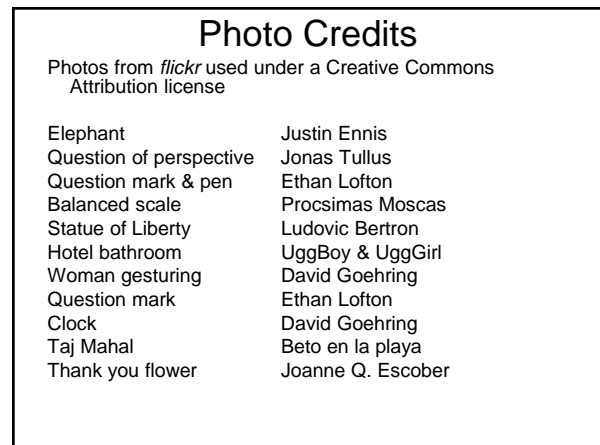 Photo Credits
Photos from flickr used under a Creative Commons
Attribution license
Elephant Justin Ennis
Question of perspective Jonas Tullus
Question mark & pen Ethan Lofton
Balanced scale Procsimas Moscas
Statue of Liberty Ludovic Bertron
Hotel bathroom UggBoy & UggGirl
Woman gesturing David Goehring
Question mark Ethan Lofton
Clock David Goehring
Taj Mahal Beto en la playa
Thank you flower Joanne Q. Escober